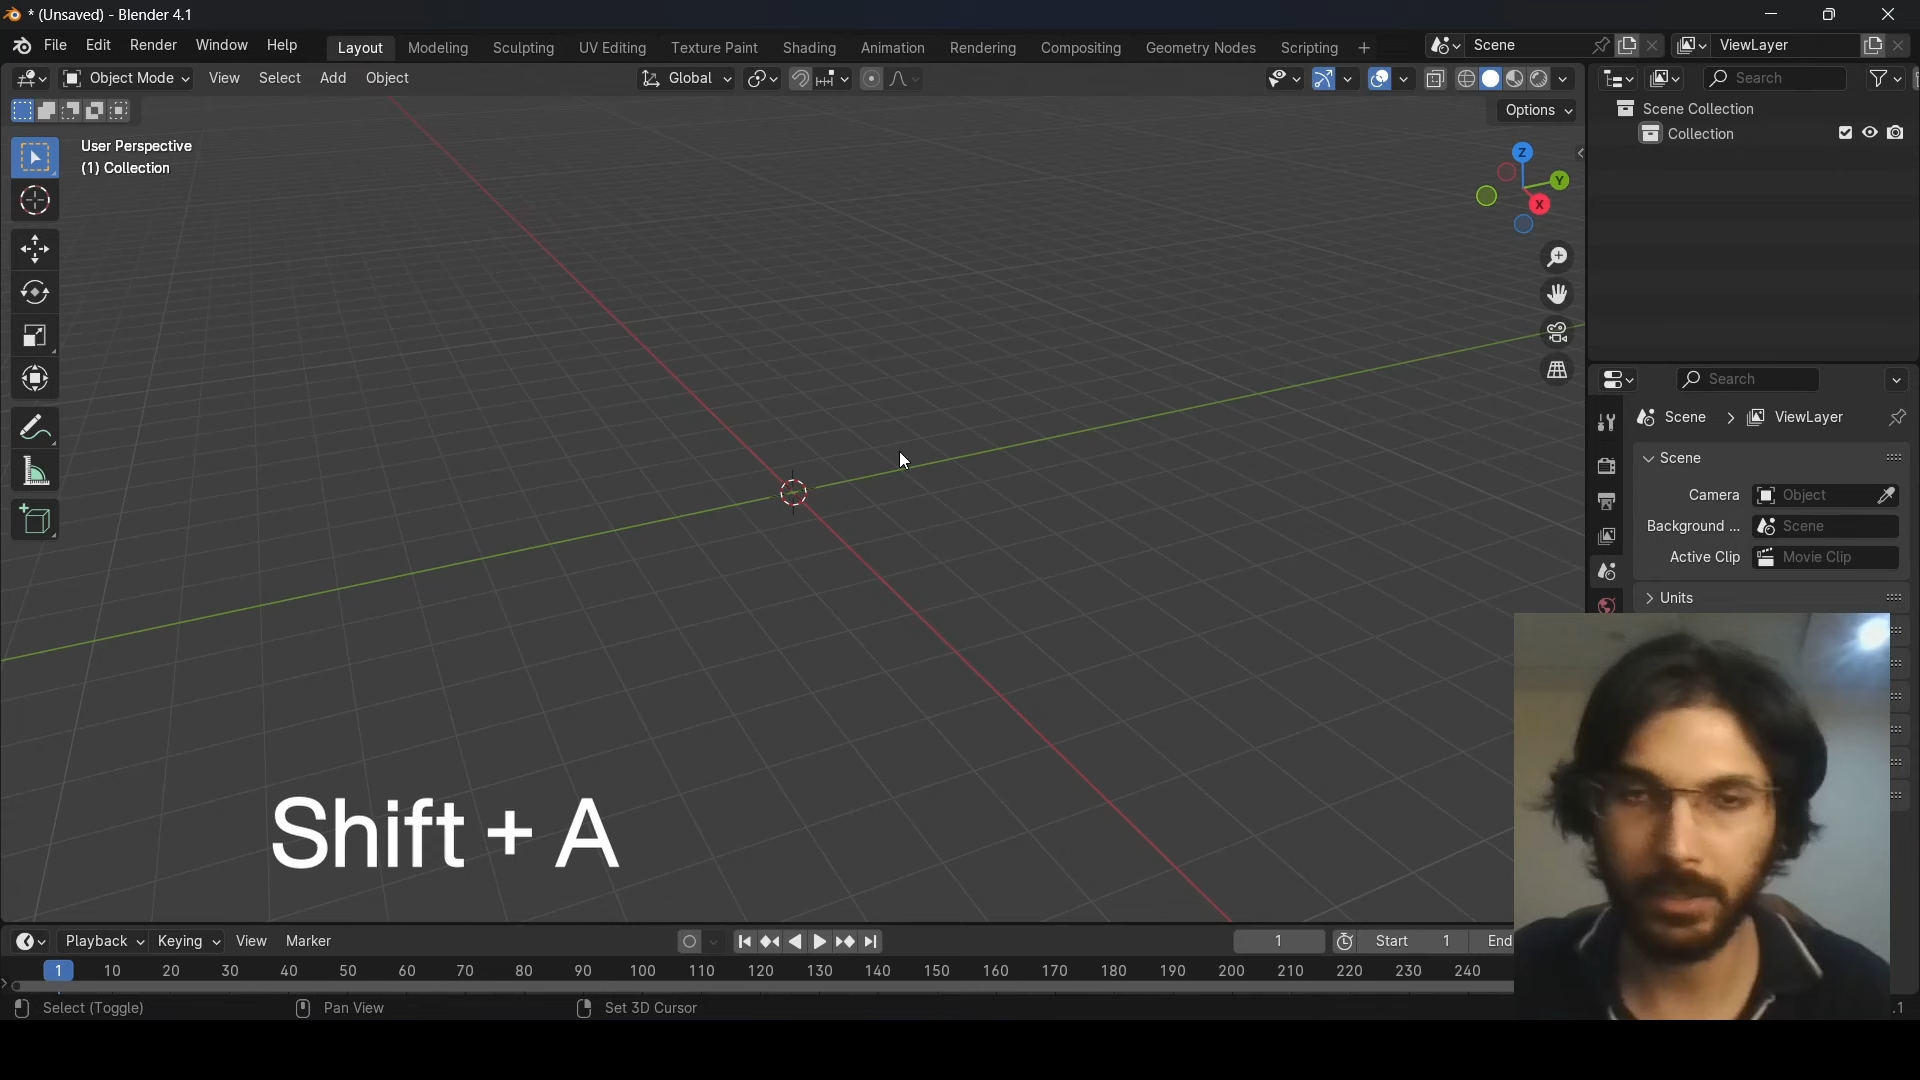 * (Unsaved) - Blender 4.1
File Edit Render Window Help Layout Modeling Sculpting UV Editing Texture Paint Shading Animation Rendering Compositing Geometry Nodes Scripting + Scene ViewLayer
Object Mode View Select Add Object Global Search
Options
User Perspective
(1) Collection
Z
Y
X
Scene Collection
Collection
Search
Scene > ViewLayer
Scene
Camera Object
Background ... Scene
Active Clip Movie Clip
Units
Shift + A
Playback Keying View Marker 1 Start 1 End
1 10 20 30 40 50 60 70 80 90 100 110 120 130 140 150 160 170 180 190 200 210 220 230 240
Select (Toggle) Pan View Set 3D Cursor .1